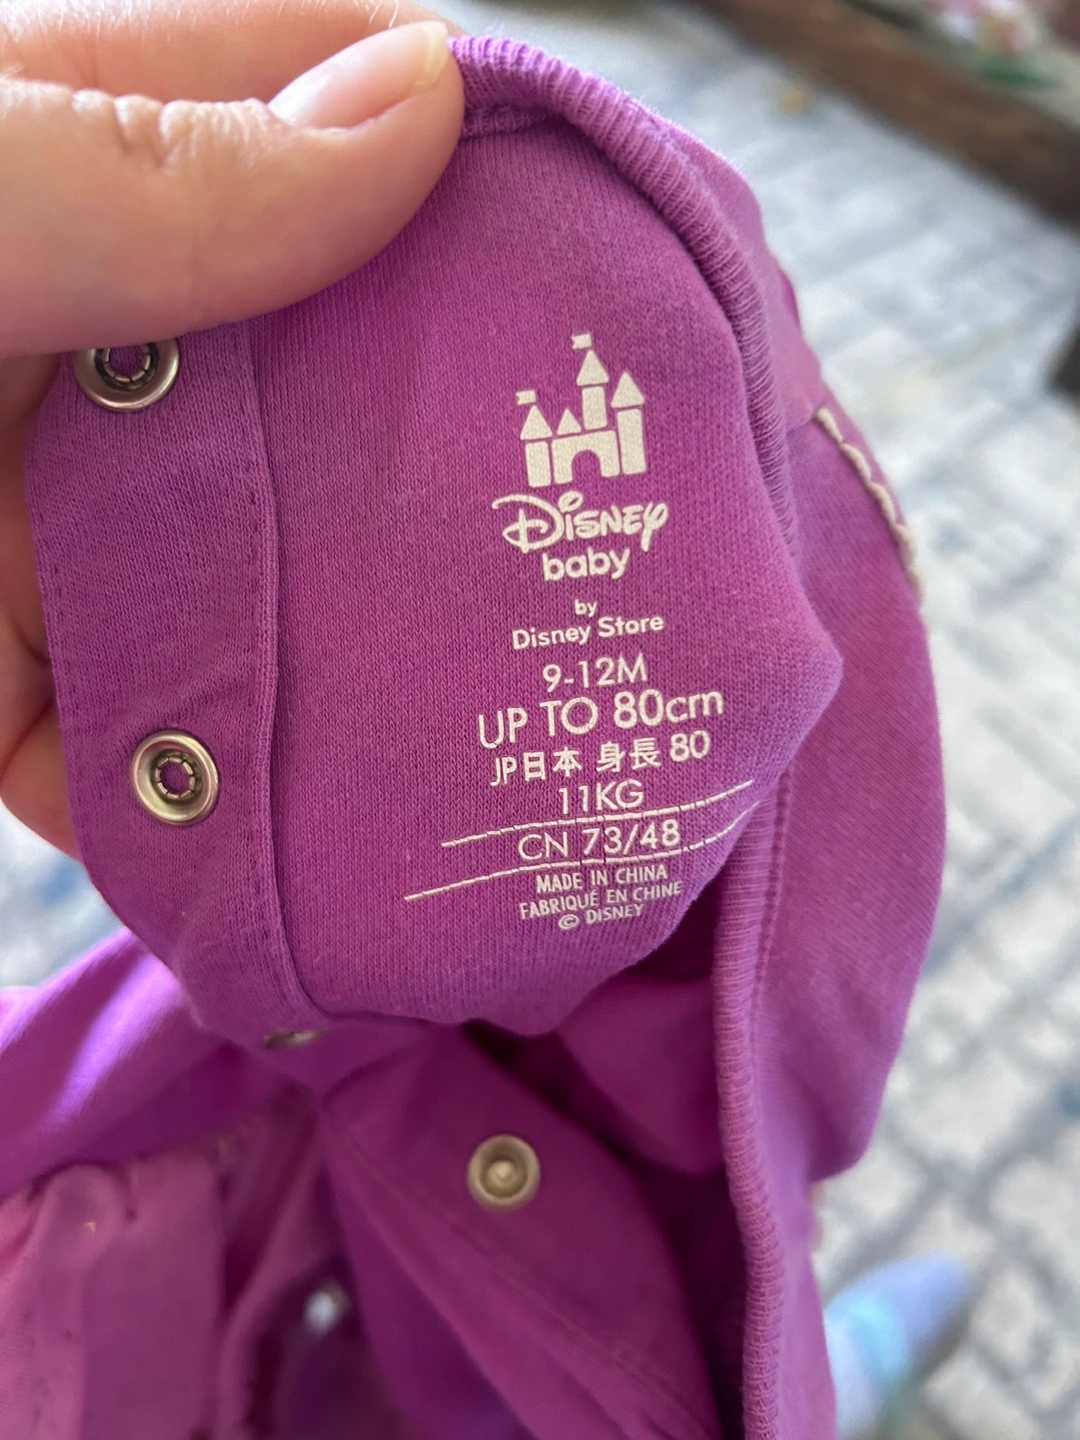 Disney
baby
by
Disney Store
9-12M
UP TO 80cm
JP日本 身長 80
11KG
CN 73/48
MADE IN CHINA
FABRIQUÉ EN CHINE
© DISNEY